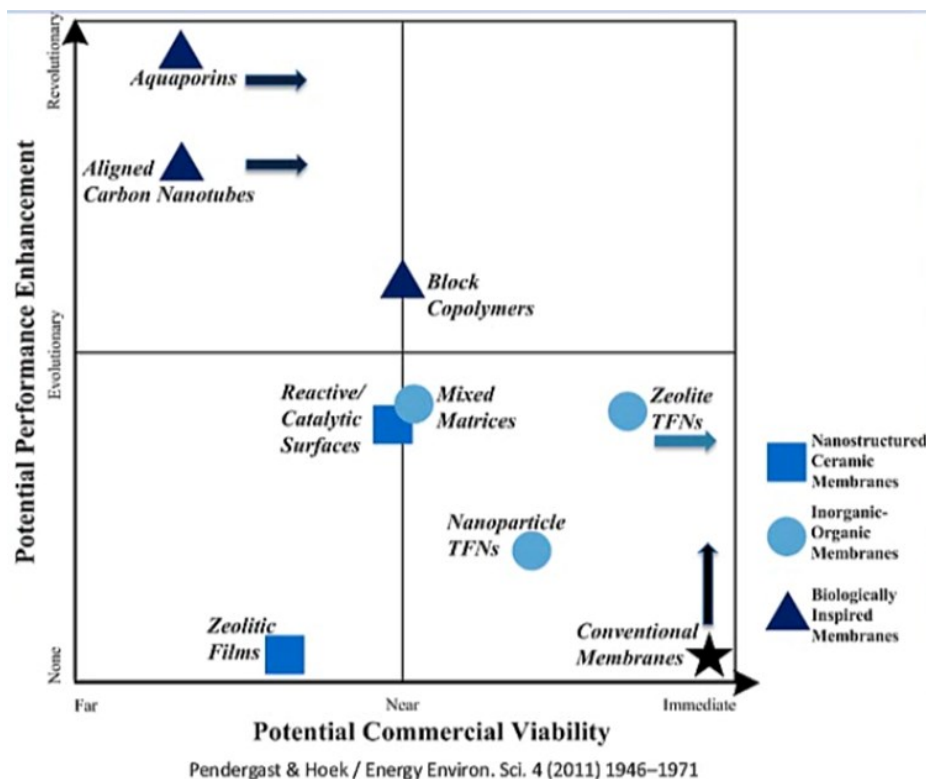 Potential Performance Enhancement
Revolutionary
Evolutionary
None
Aquaporins
Aligned
Carbon Nanotubes
Block
Copolymers
Reactive/
Catalytic
Surfaces
Mixed
Matrices
Zeolite
TFNs
Nanoparticle
TFNs
Zeolitic
Films
Conventional
Membranes
Nanostructured
Ceramic
Membranes
Inorganic-
Organic
Membranes
Biologically
Inspired
Membranes
Far
Near
Immediate
Potential Commercial Viability
Pendergast & Hoek / Energy Environ. Sci. 4 (2011) 1946–1971